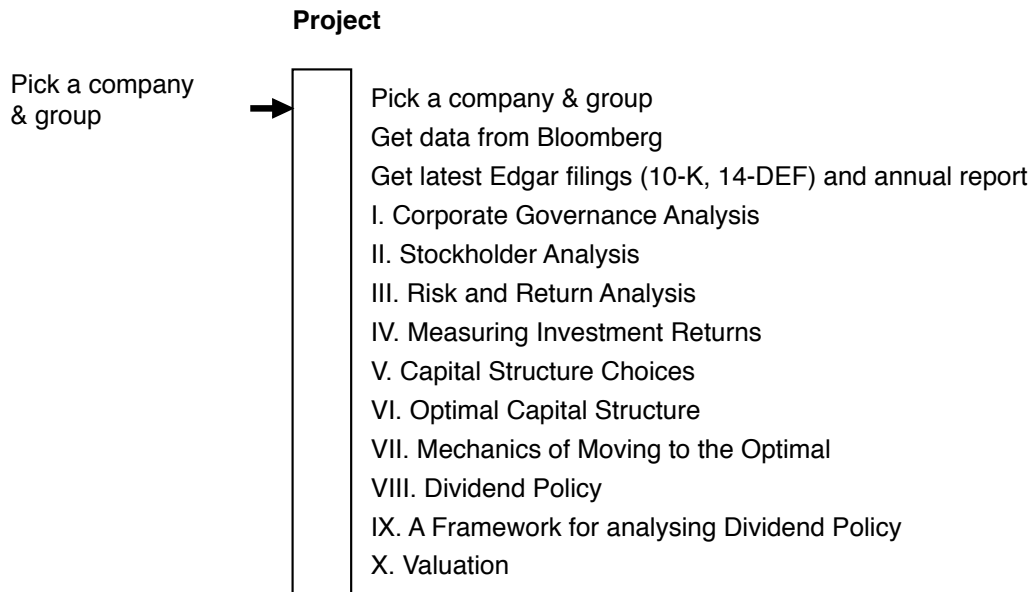 Project
Pick a company
& group
Pick a company & group
Get data from Bloomberg
Get latest Edgar filings (10-K, 14-DEF) and annual report
I. Corporate Governance Analysis
II. Stockholder Analysis
III. Risk and Return Analysis
IV. Measuring Investment Returns
V. Capital Structure Choices
VI. Optimal Capital Structure
VII. Mechanics of Moving to the Optimal
VIII. Dividend Policy
IX. A Framework for analysing Dividend Policy
X. Valuation